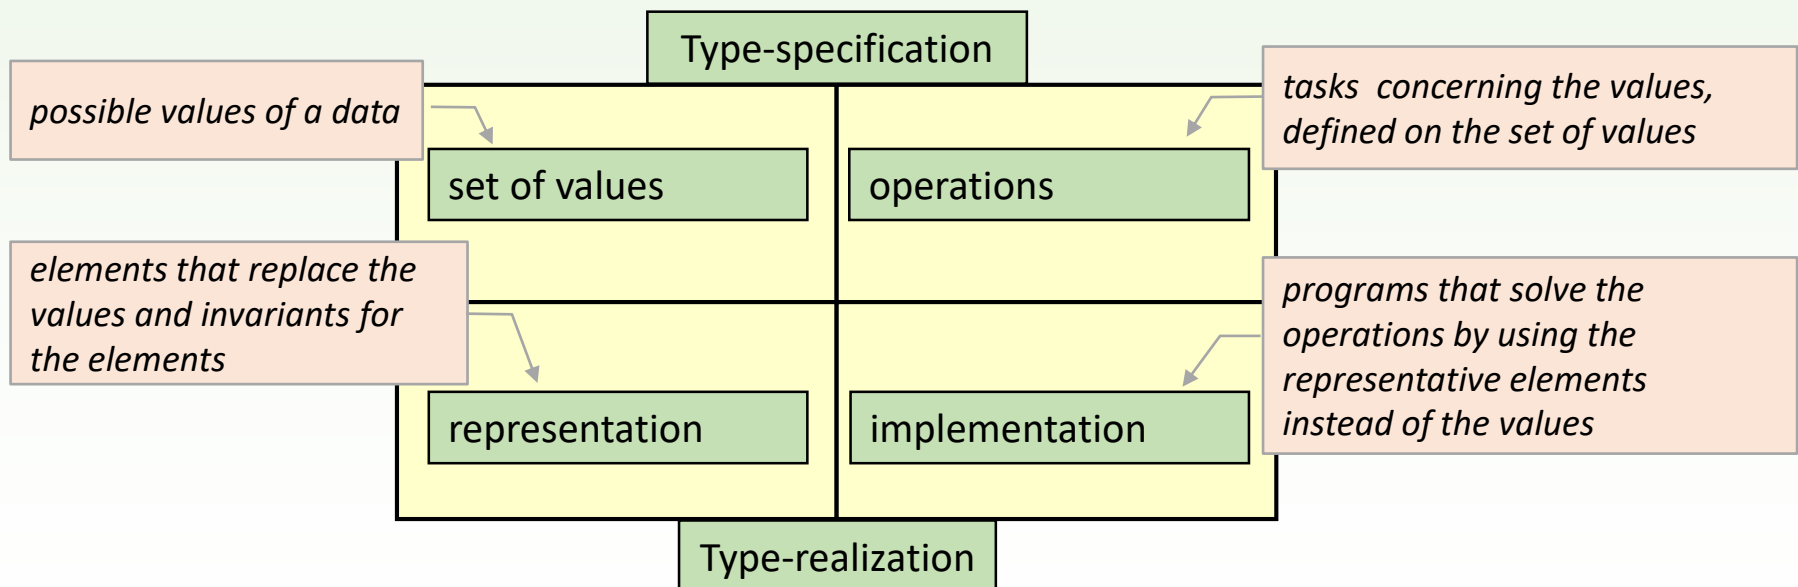 Type-specification
possible values of a data
tasks concerning the values,
defined on the set of values
set of values
operations
elements that replace the
values and invariants for
the elements
programs that solve the
operations by using the
representative elements
instead of the values
representation
implementation
Type-realization